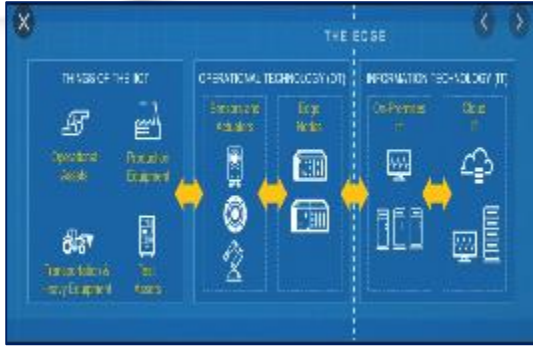 THE EDGE
THINGS OF THE IIOT
OPERATIONAL TECHNOLOGY (OT)
INFORMATION TECHNOLOGY (IT)
Operational
Assets
Production
Equipment
Transportation &
Heavy Equipment
Test
Assets
Sensors and
Actuators
Edge
Nodes
On-Premises
IT
Cloud
IT